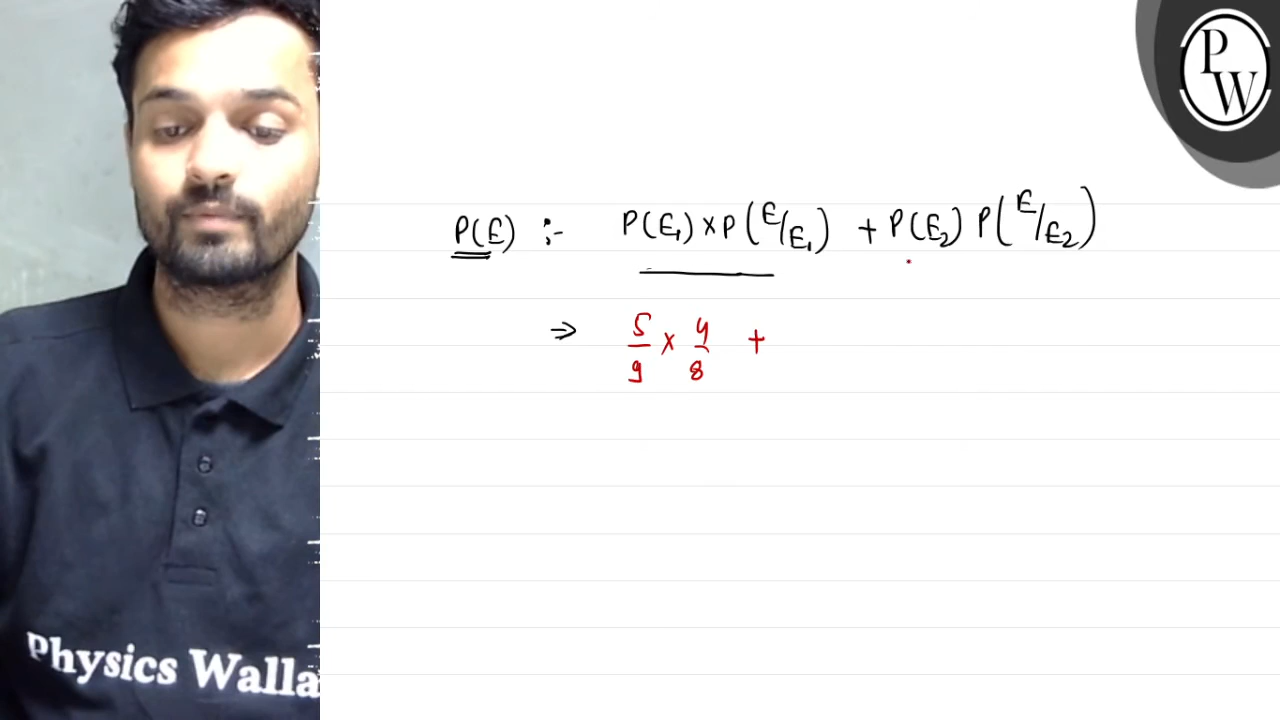 PW
P(E) :- P(E₁) × P(E/E₁) + P(E₂) P(E/E₂)
⇒ 5/9 × 4/8 +
Physics Walla